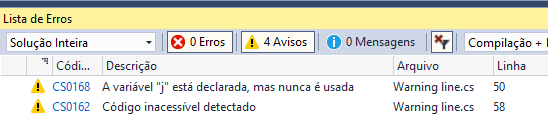 Lista de Erros
Solução Inteira 0 Erros 4 Avisos 0 Mensagens Compilação +
Códi... Descrição Arquivo Linha
CS0168 A variável "j" está declarada, mas nunca é usada Warning line.cs 50
CS0162 Código inacessível detectado Warning line.cs 58